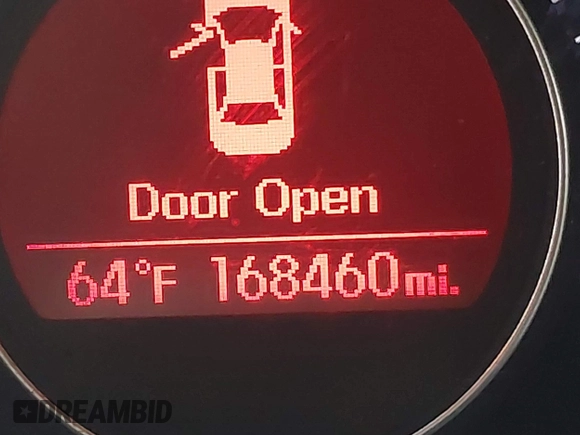 Door Open
64°F 168460mi.
DREAMBID